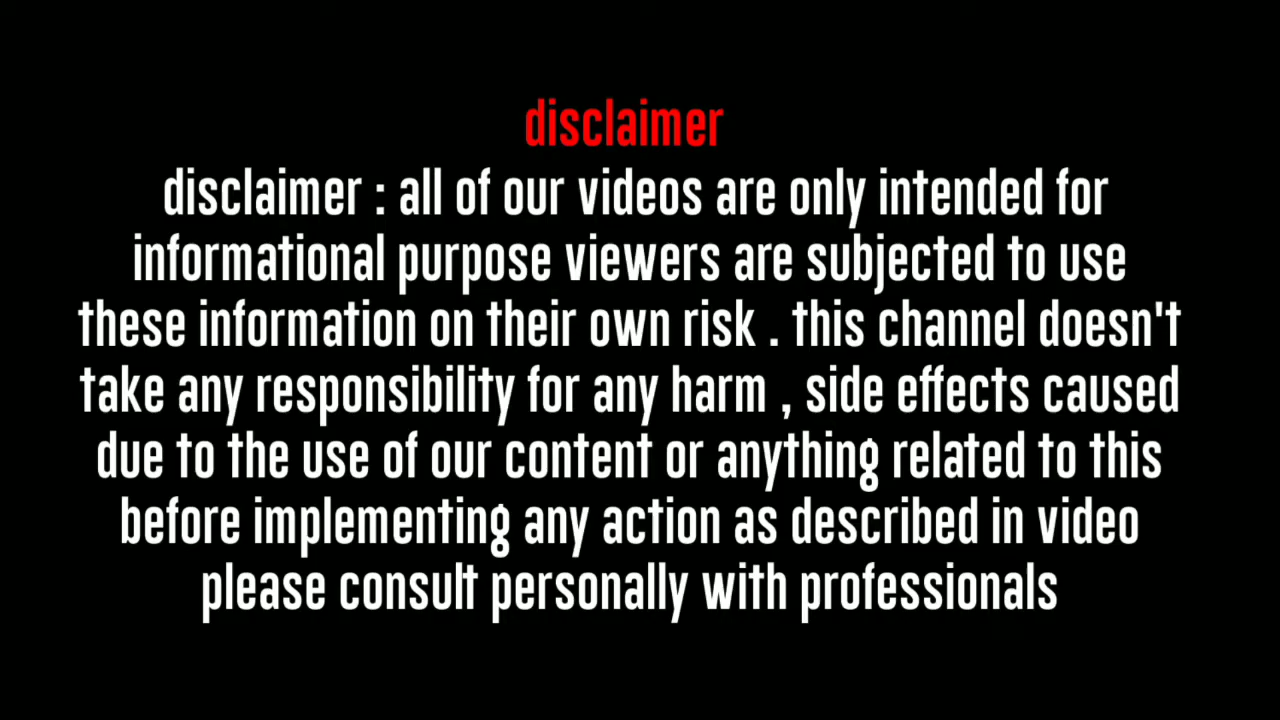 disclaimer
disclaimer : all of our videos are only intended for
informational purpose viewers are subjected to use
these information on their own risk . this channel doesn't
take any responsibility for any harm , side effects caused
due to the use of our content or anything related to this
before implementing any action as described in video
please consult personally with professionals